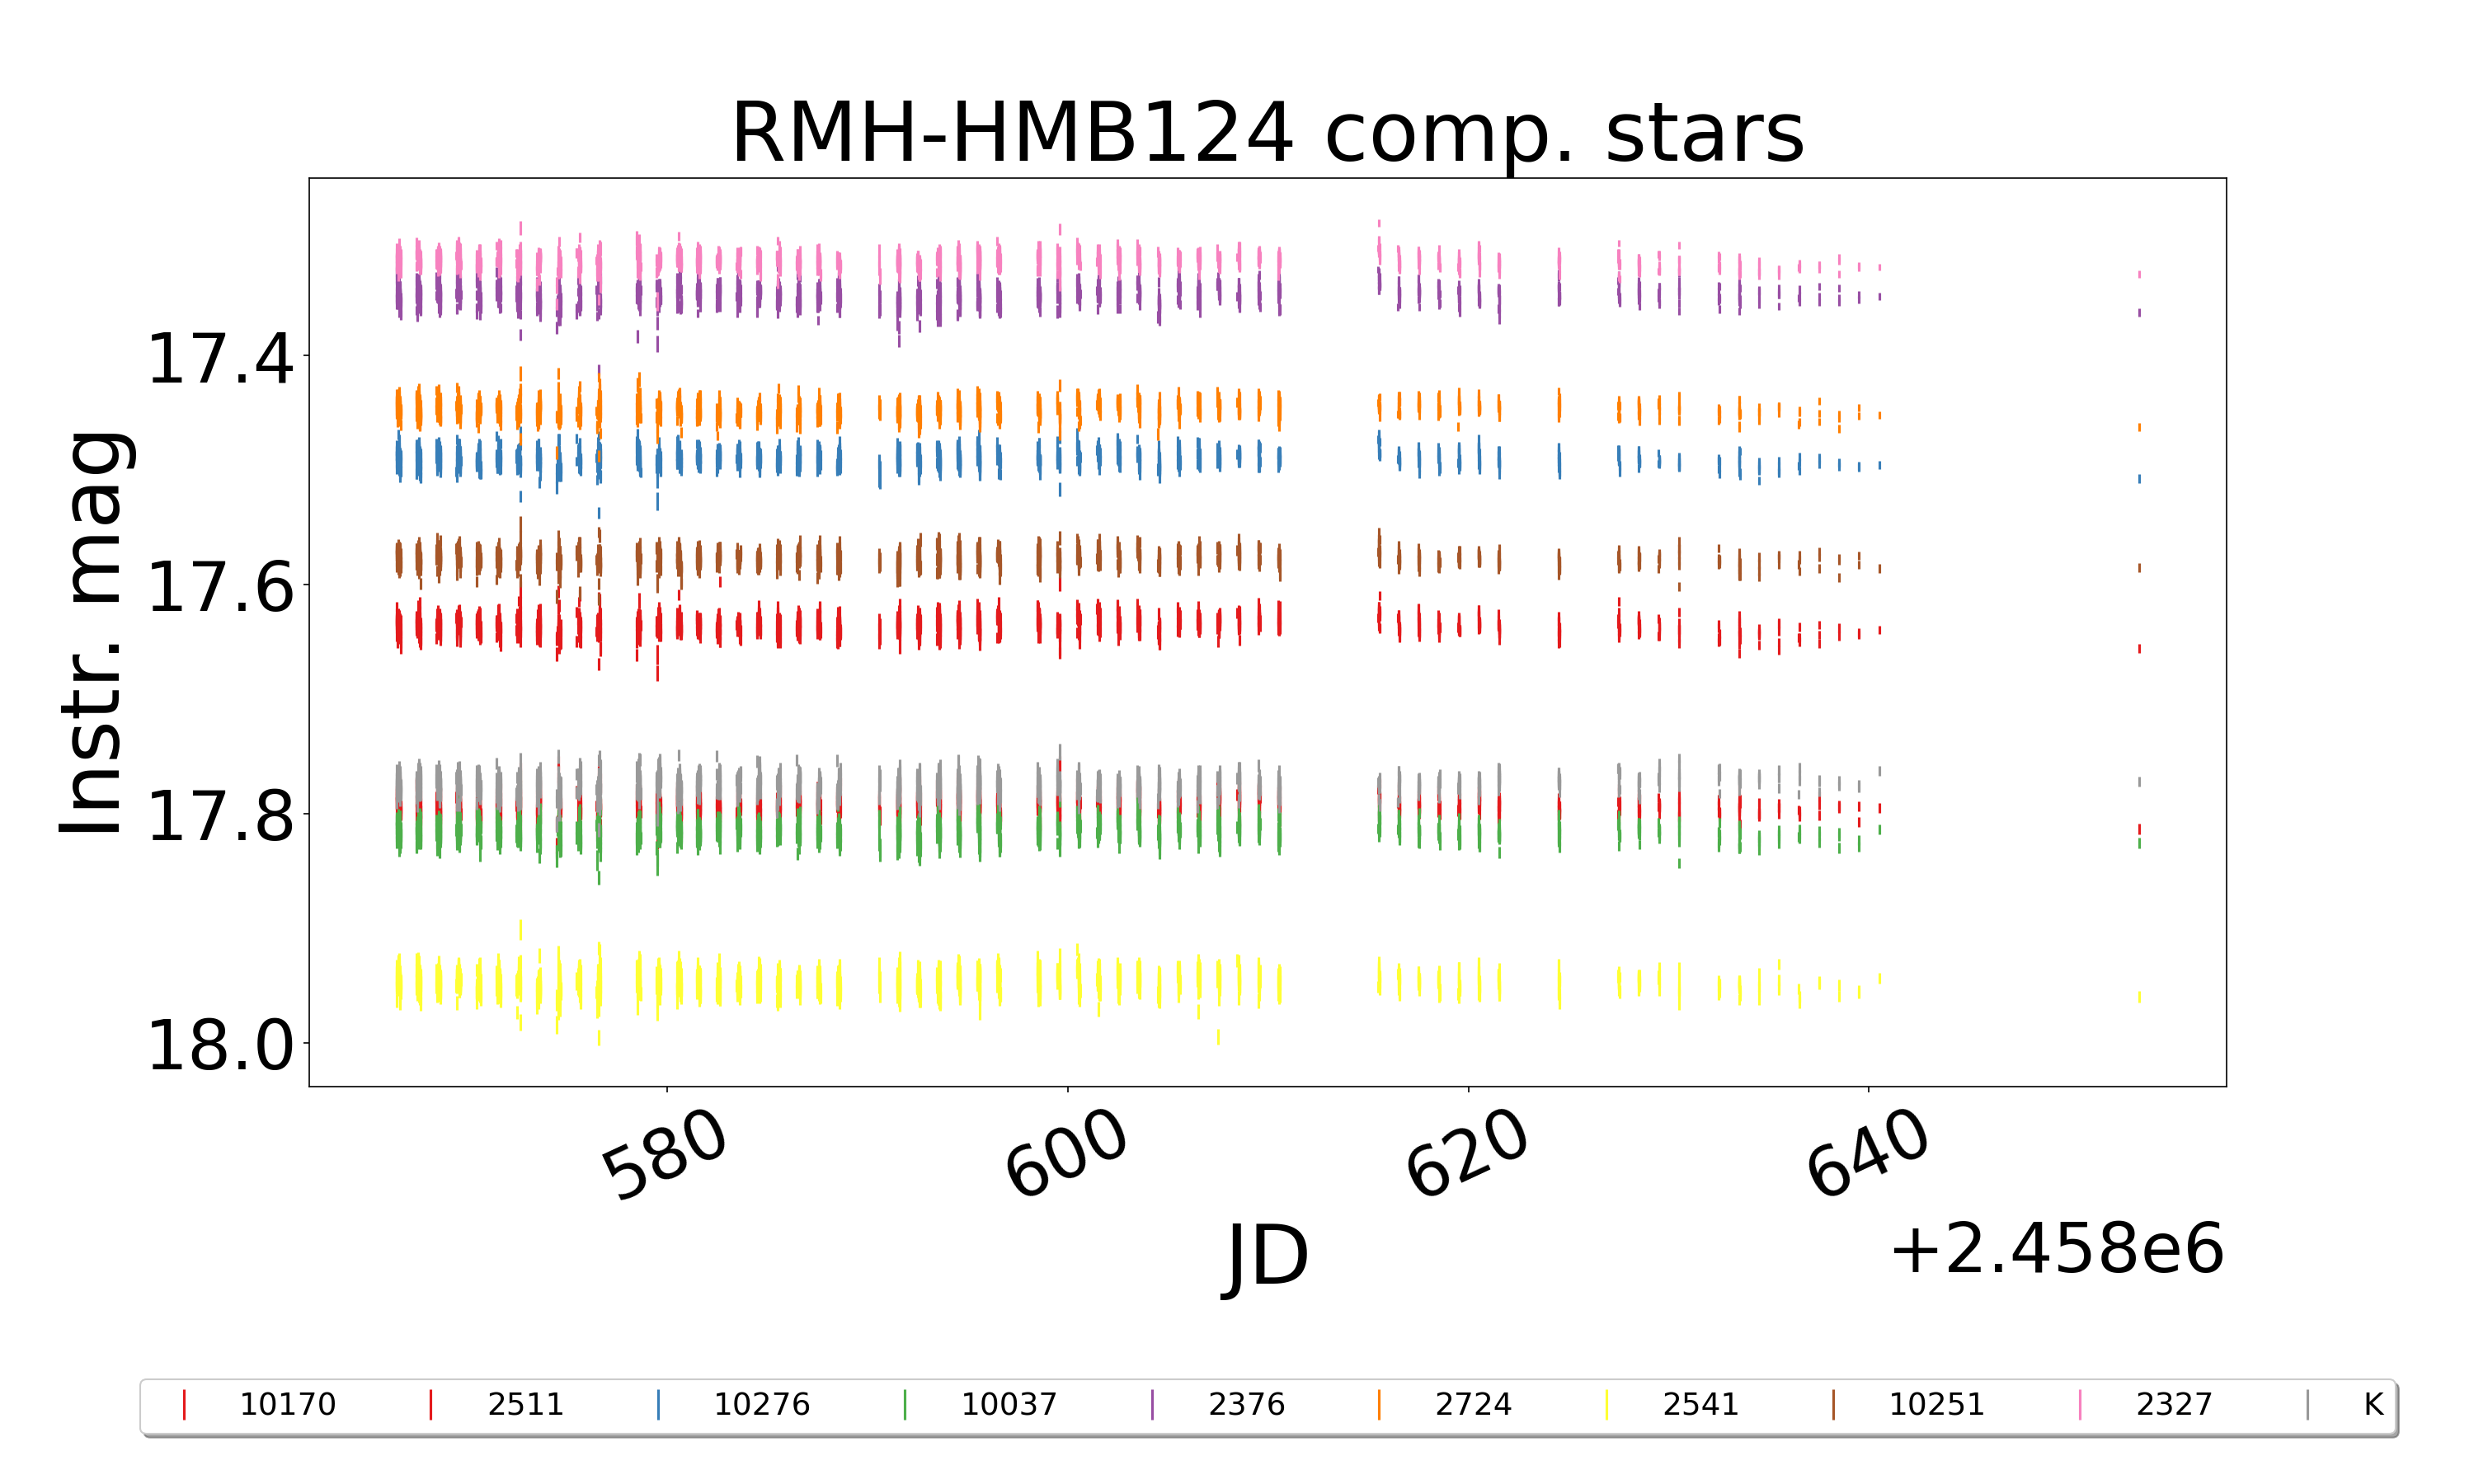 RMH-HMB124 comp. stars
Instr. mag
17.4
17.6
17.8
18.0
580 600 620 640
JD
+2.458e6
10170 2511 10276 10037 2376 2724 2541 10251 2327 K